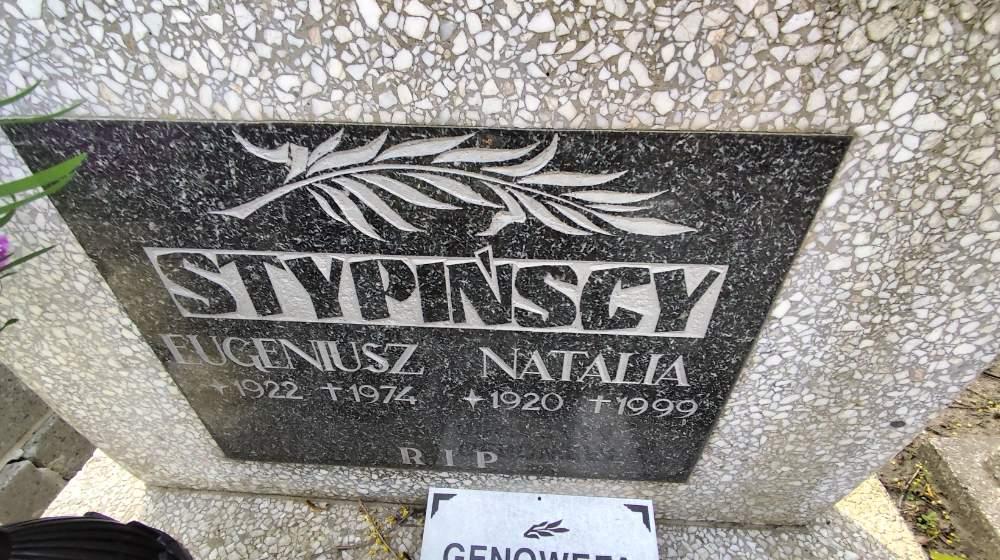 STYPIŃSCY
EUGENIUSZ NATALIA
✦1922 ✝1974 ✦1920 ✝1999
R I P
GENOWEFA